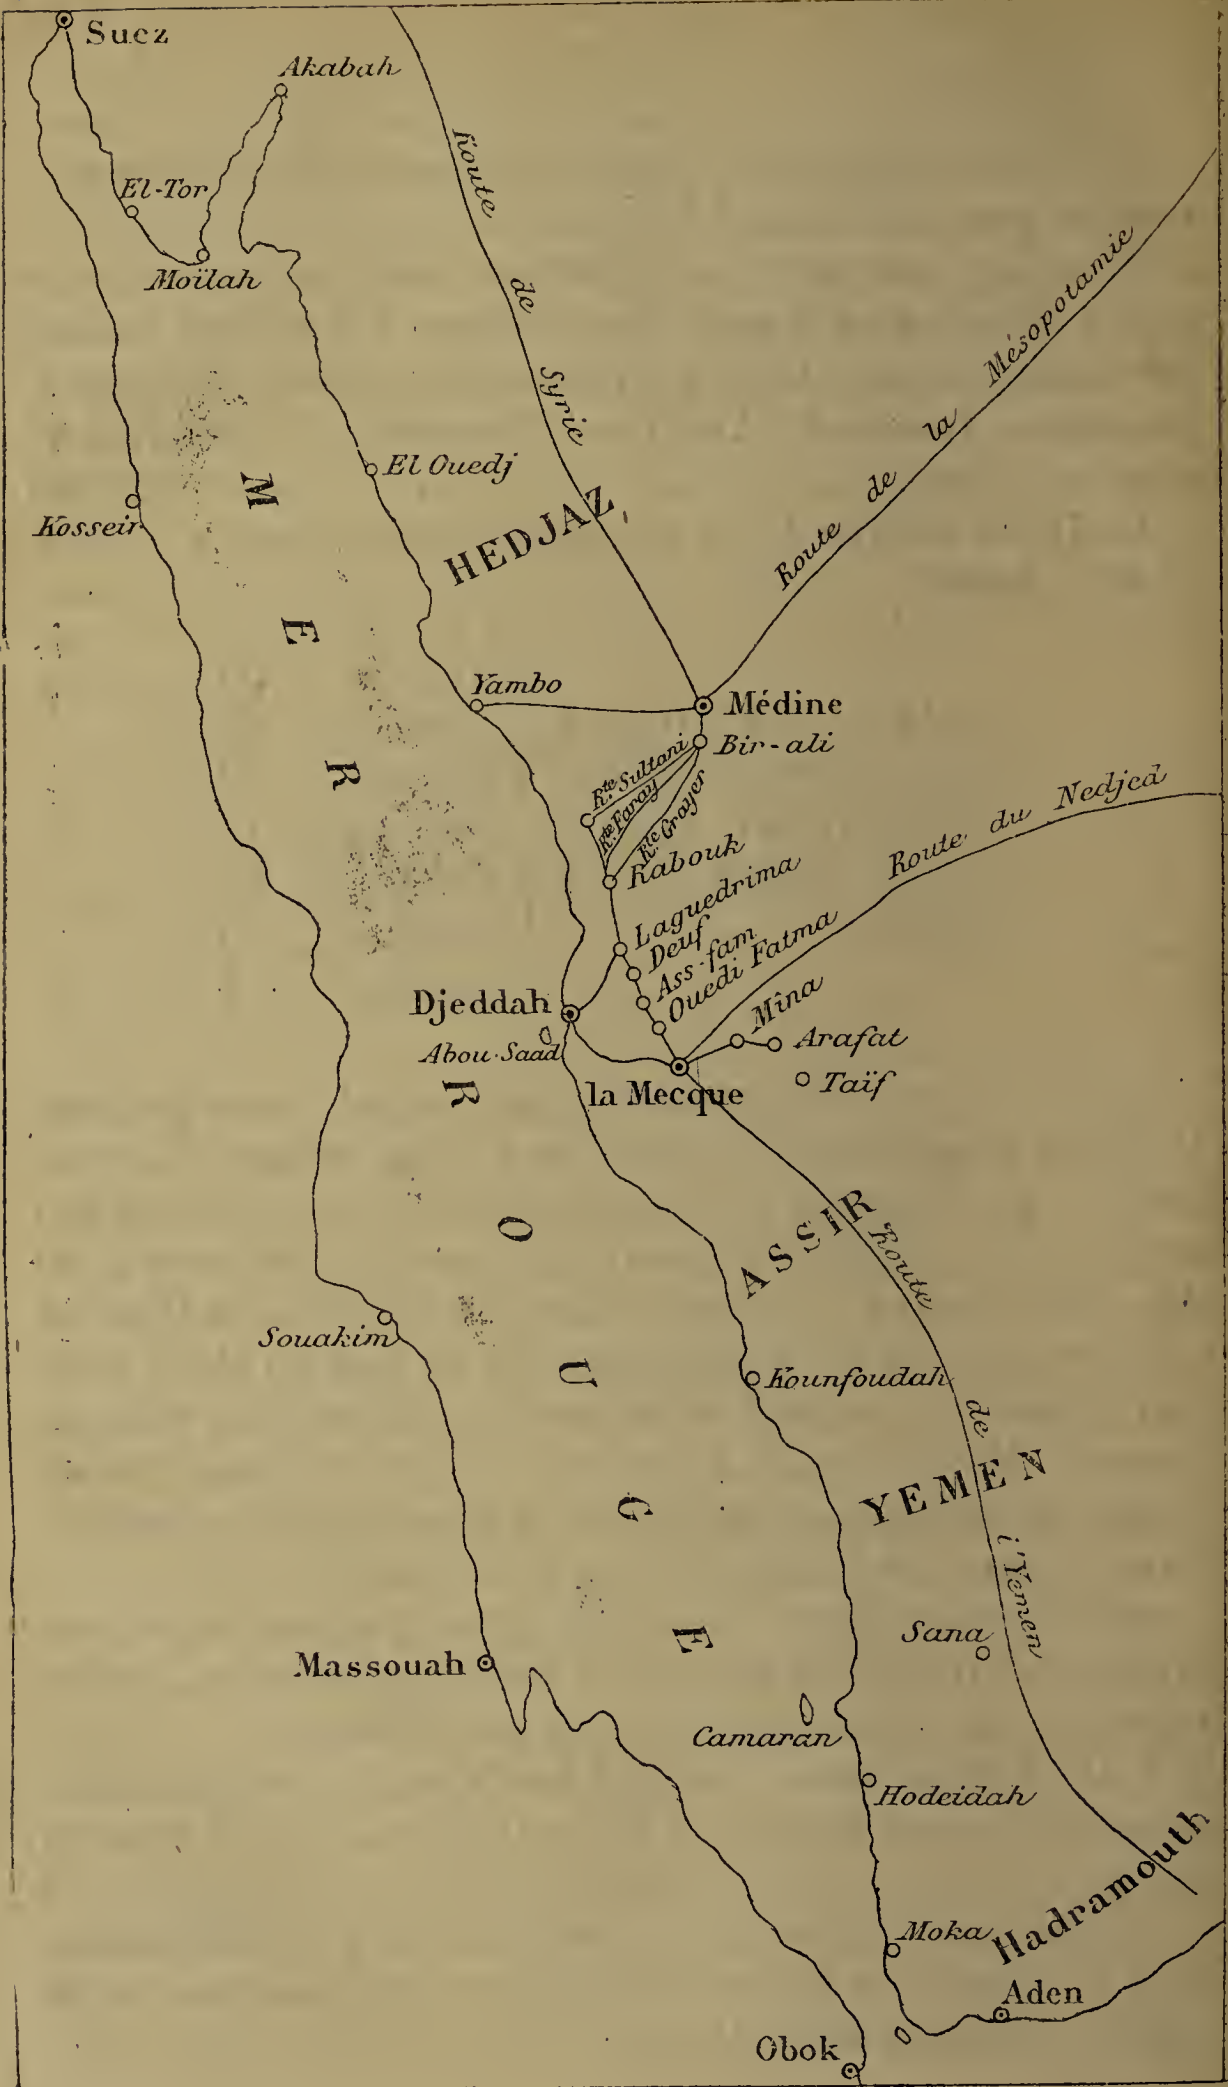 Suez
Akabah
El-Tor
Moïlah
Route de Syrie
Route de la Mésopotamie
El Ouedj
Kosseir
HEDJAZ
MER ROUGE
Yambo
Médine
Bir-ali
Rte Sultani
Rte Faray
Rte Grayer
Rabouk
Route du Nedjed
Laguedrima
Deuf
Ass-fam
Ouedi Fatma
Djeddah
Abou-Saad
Mina
Arafat
Taïf
la Mecque
ASSIR
Route de l'Yemen
Souakim
Kounfoudah
YEMEN
Sana
Massouah
Camaran
Hodeidah
Hadramouth
Moka
Aden
Obok